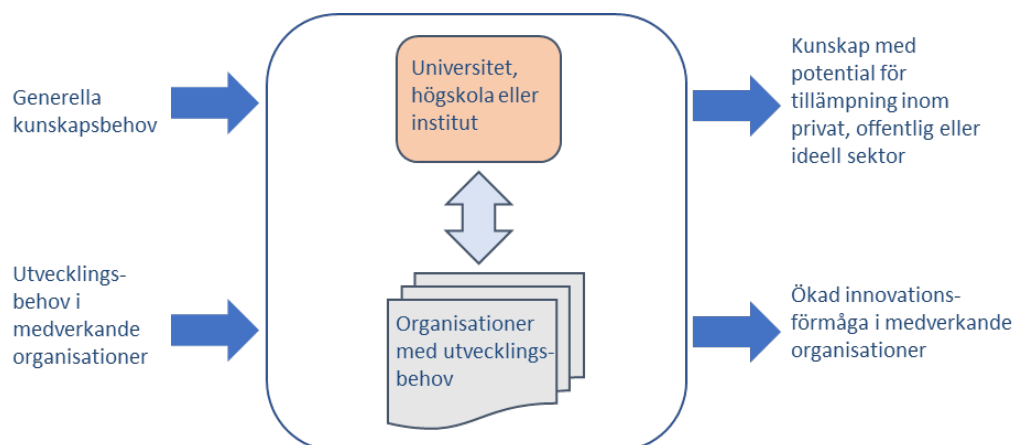 Generella
kunskapsbehov
Utvecklings-
behov i
medverkande
organisationer
Universitet,
högskola eller
institut
Organisationer
med utvecklings-
behov
Kunskap med
potential för
tillämpning inom
privat, offentlig eller
ideell sektor
Ökad innovations-
förmåga i medverkande
organisationer